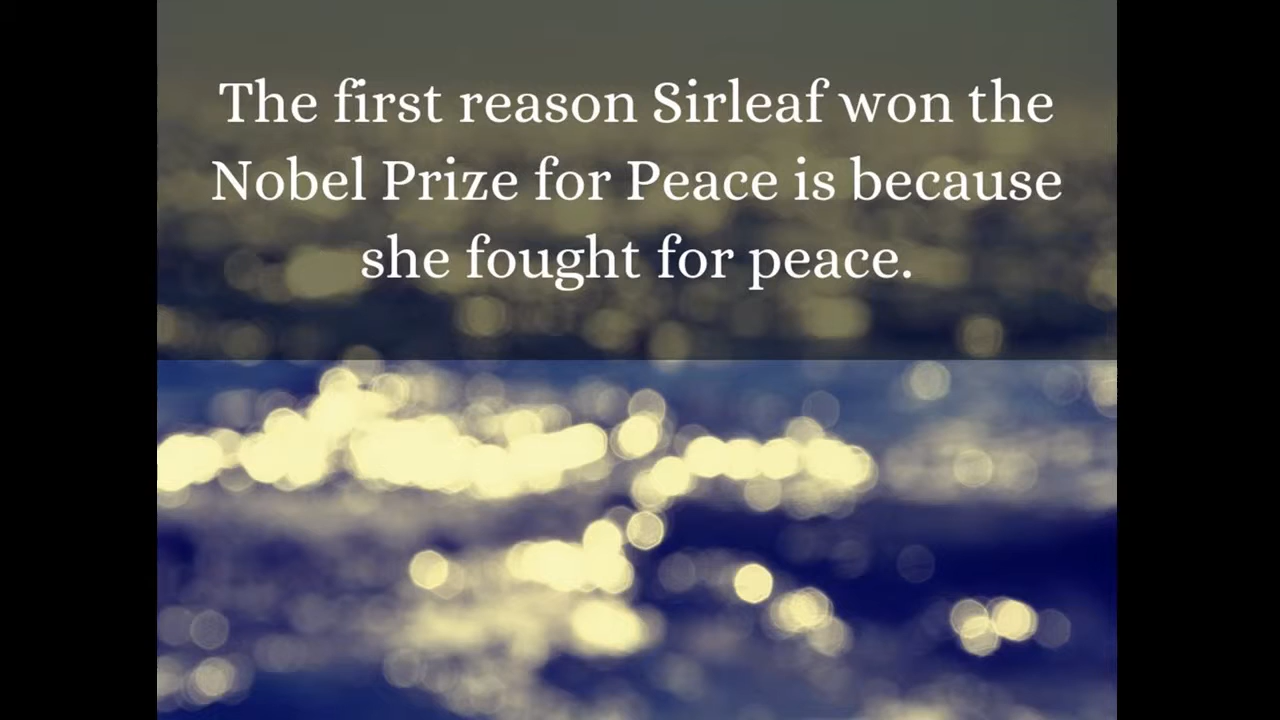 The first reason Sirleaf won the
Nobel Prize for Peace is because
she fought for peace.